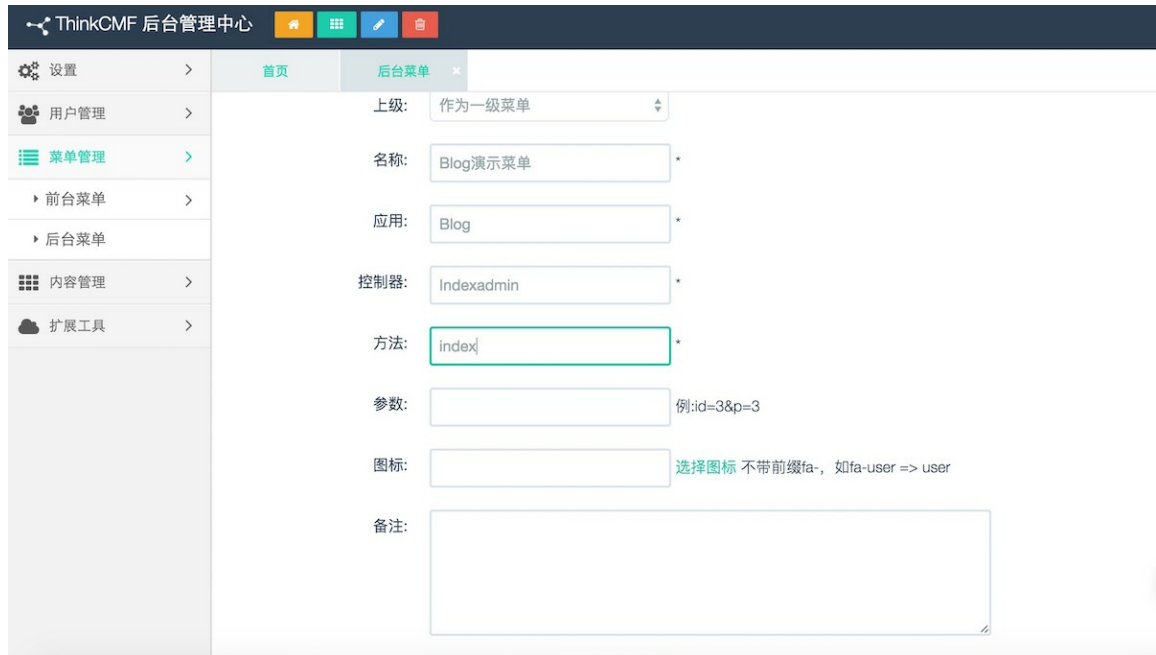 ThinkCMF 后台管理中心
设置
用户管理
菜单管理
前台菜单
后台菜单
内容管理
扩展工具
首页
后台菜单 ×
上级: 作为一级菜单
名称: Blog演示菜单 *
应用: Blog *
控制器: Indexadmin *
方法: index *
参数: 例:id=3&p=3
图标: 选择图标 不带前缀fa-，如fa-user => user
备注: